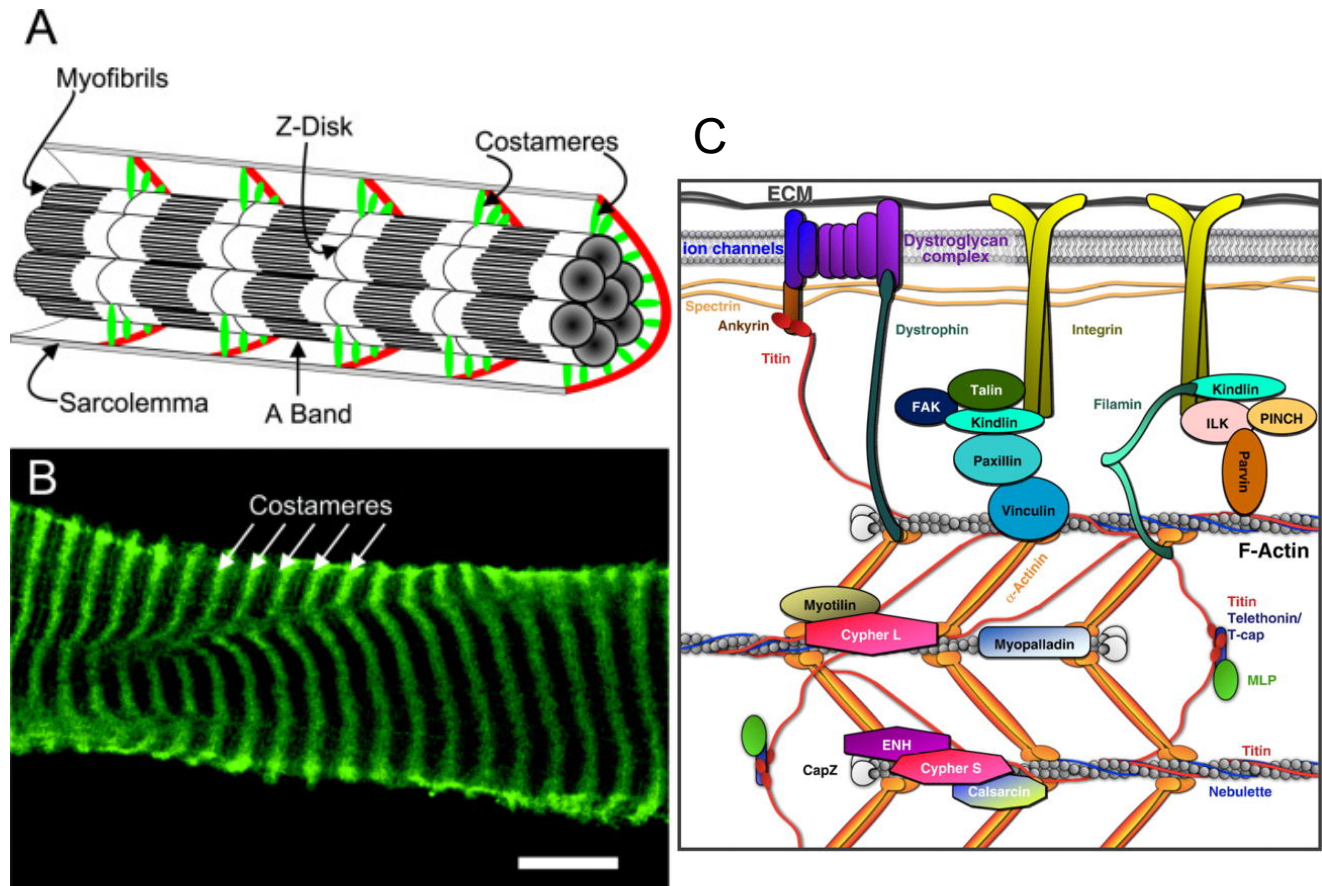 A
Myofibrils
Z-Disk
Costameres
Sarcolemma
A Band
B
Costameres
C
ECM
ion channels
Dystroglycan
complex
Spectrin
Ankyrin
Dystrophin
Integrin
Titin
Talin
FAK
Kindlin
Paxillin
Vinculin
Filamin
Kindlin
ILK
PINCH
Parvin
F-Actin
α-Actinin
Myotilin
Cypher L
Myopalladin
Titin
Telethonin/
T-cap
MLP
ENH
CapZ
Cypher S
Calsarcin
Titin
Nebulette